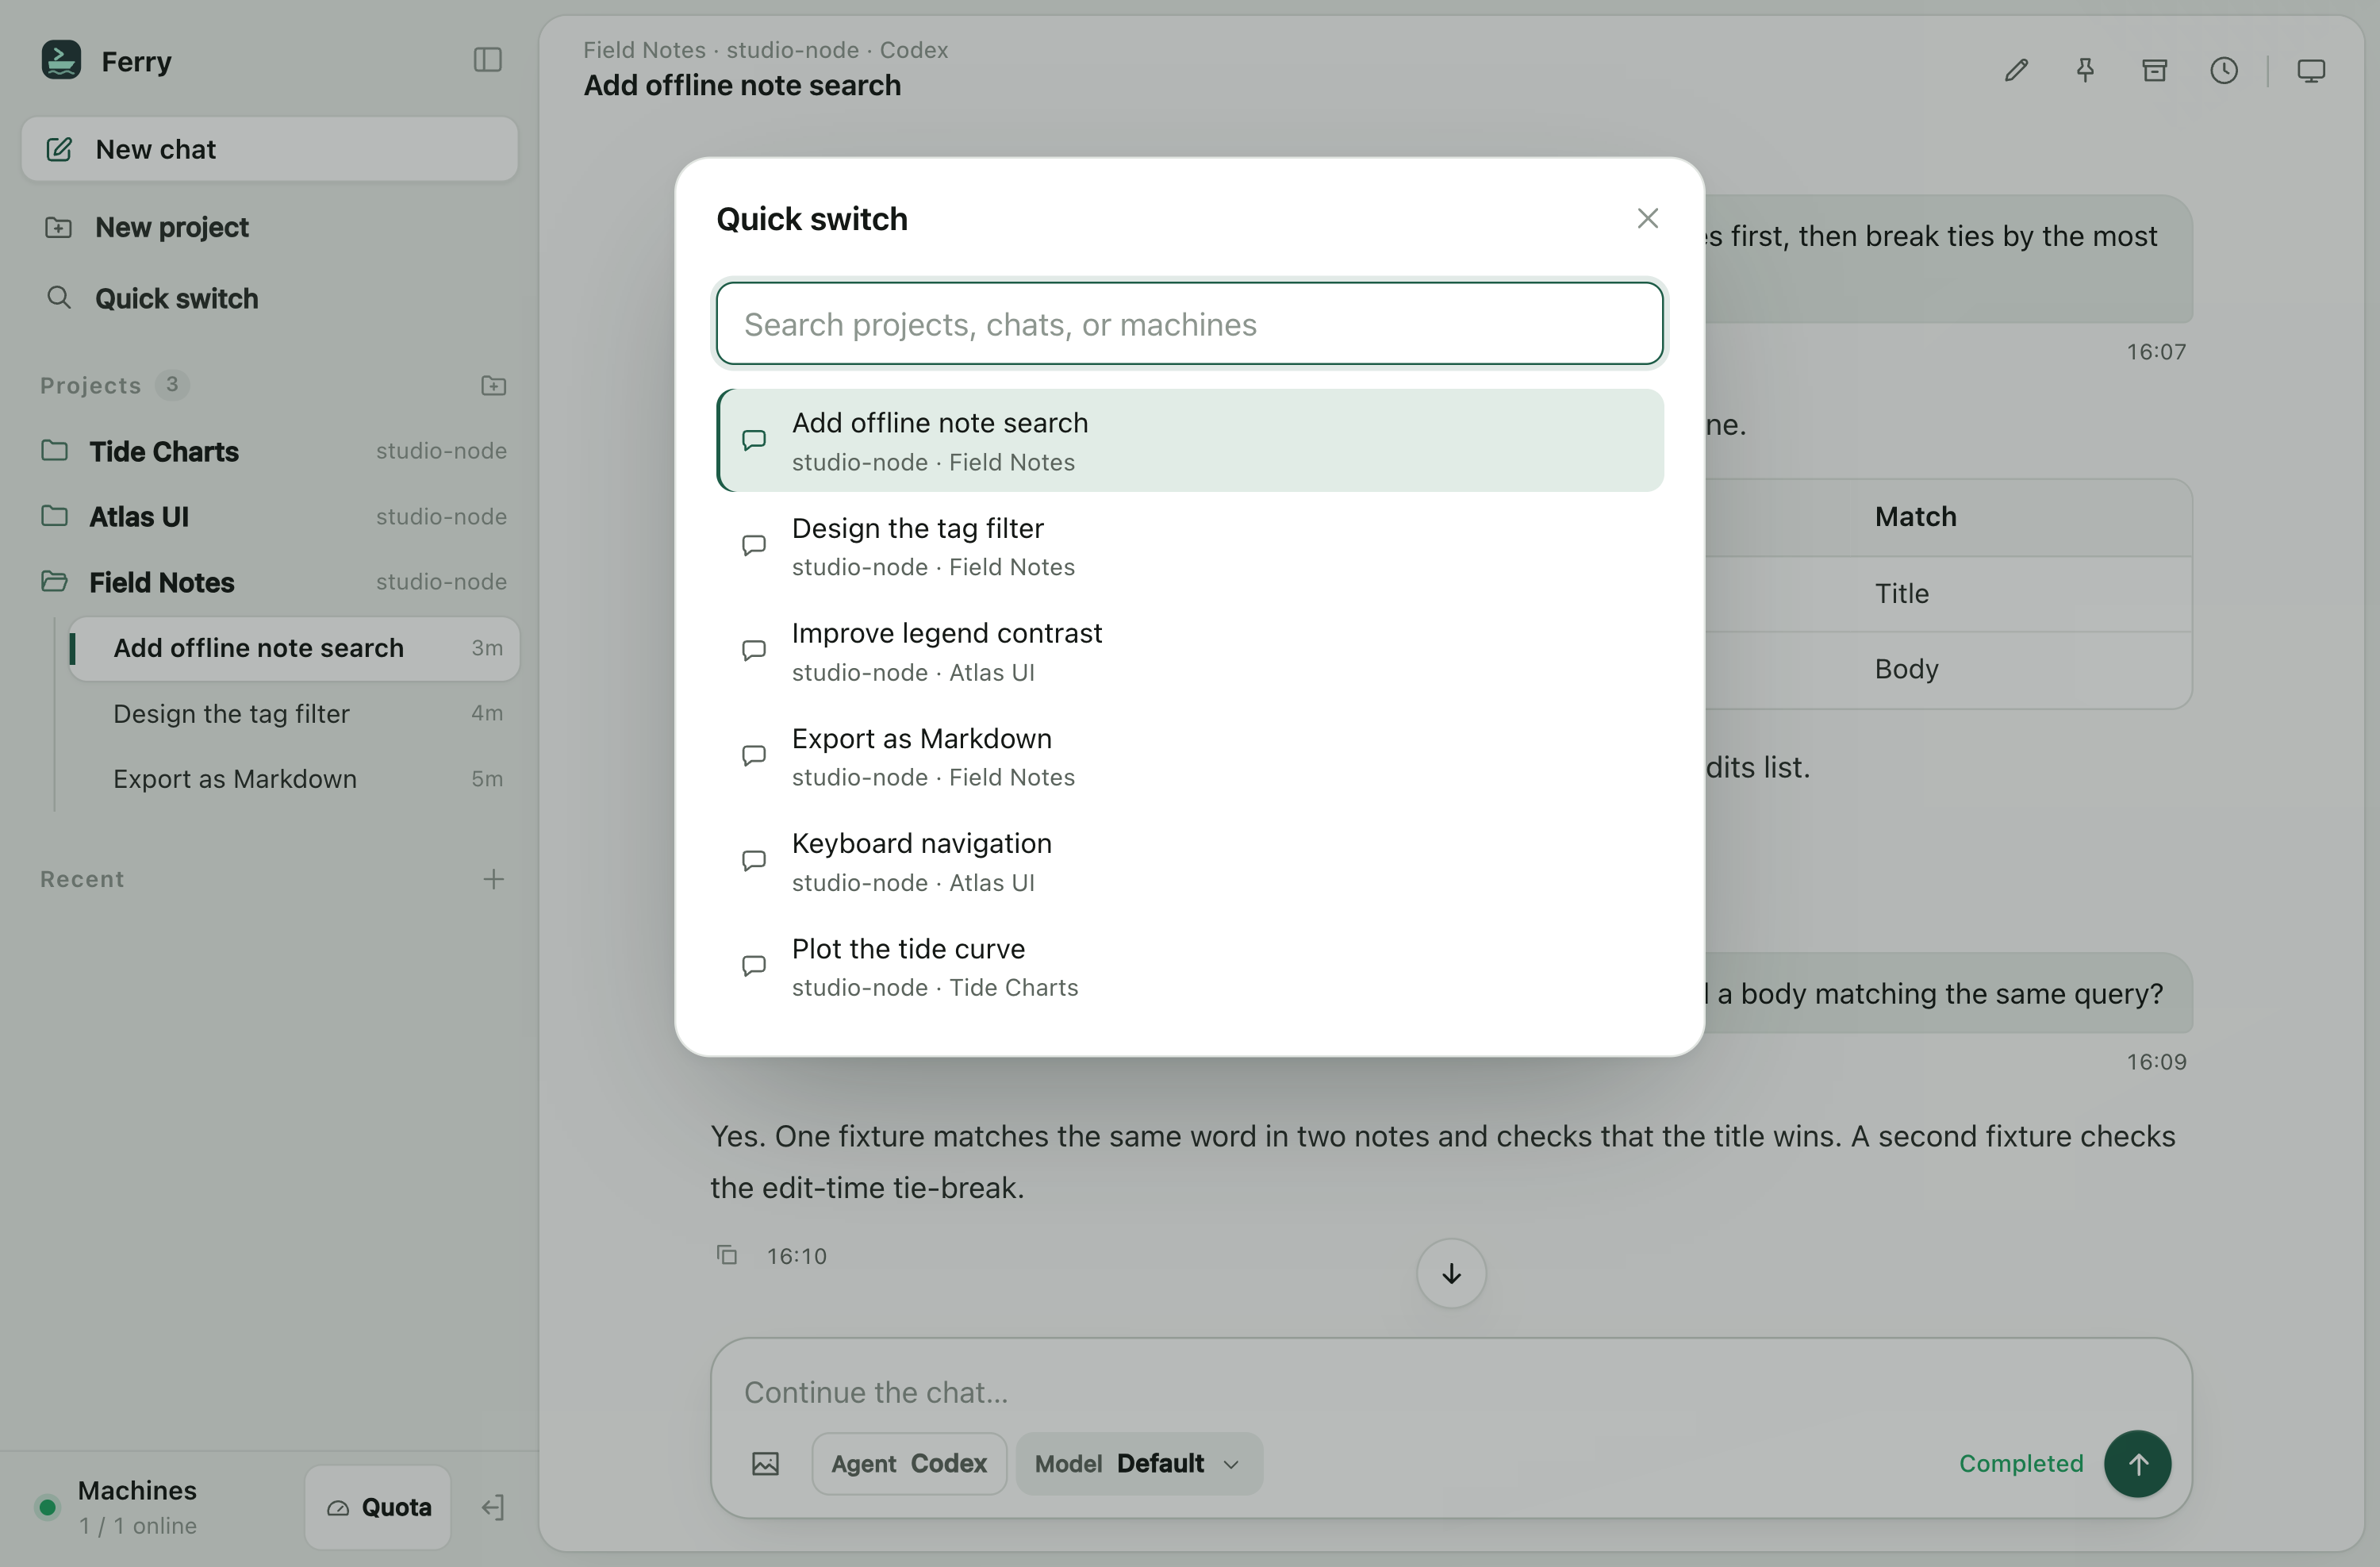 Ferry
New chat
New project
Quick switch
Projects 3
Tide Charts studio-node
Atlas UI studio-node
Field Notes studio-node
Add offline note search 3m
Design the tag filter 4m
Export as Markdown 5m
Recent
Machines
1 / 1 online
Quota
Field Notes · studio-node · Codex
Add offline note search
first, then break ties by the most
16:07
Match
Title
Body
list.
Quick switch
Search projects, chats, or machines
Add offline note search
studio-node · Field Notes
Design the tag filter
studio-node · Field Notes
Improve legend contrast
studio-node · Atlas UI
Export as Markdown
studio-node · Field Notes
Keyboard navigation
studio-node · Atlas UI
Plot the tide curve
studio-node · Tide Charts
a body matching the same query?
16:09
Yes. One fixture matches the same word in two notes and checks that the title wins. A second fixture checks
the edit-time tie-break.
16:10
Continue the chat...
Agent Codex Model Default
Completed